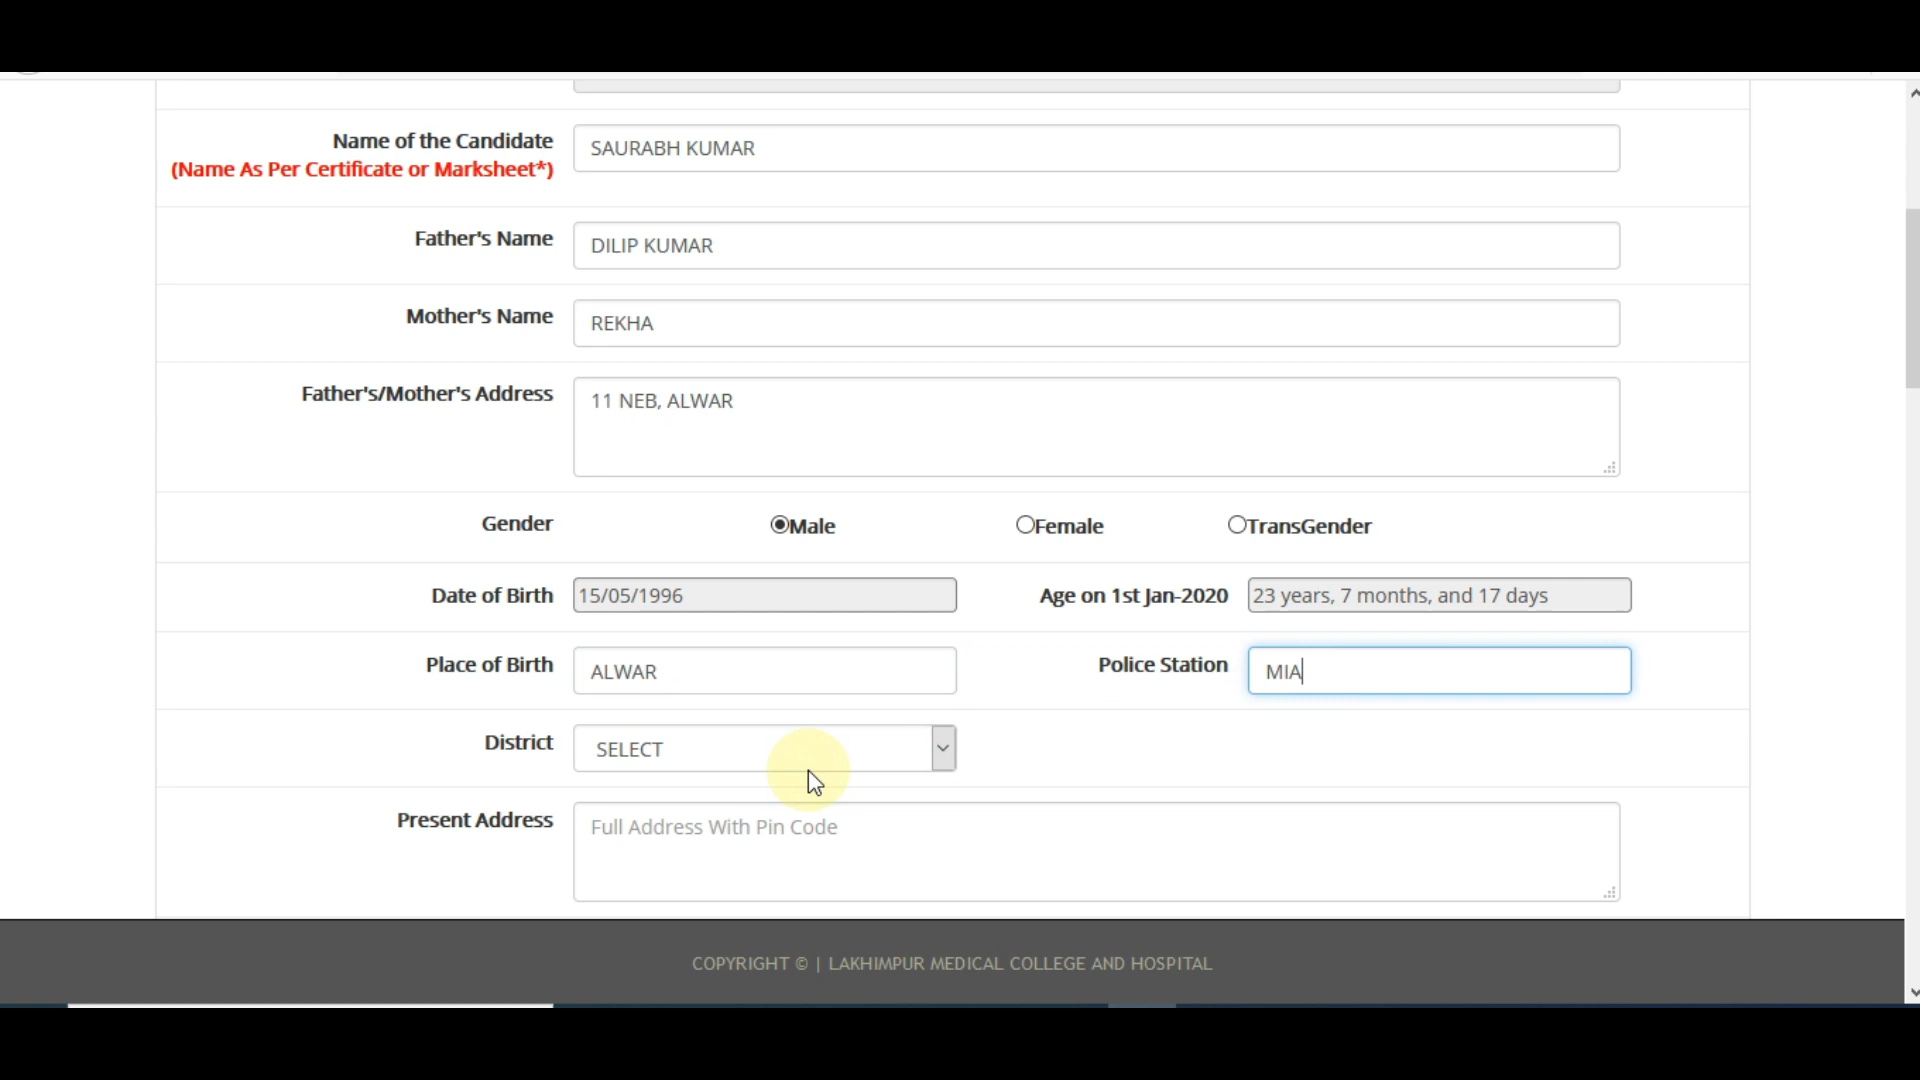 Name of the Candidate
SAURABH KUMAR
(Name As Per Certificate or Marksheet*)
Father's Name
DILIP KUMAR
Mother's Name
REKHA
Father's/Mother's Address
11 NEB, ALWAR
Gender
Male
Female
TransGender
Date of Birth
15/05/1996
Age on 1st Jan-2020
23 years, 7 months, and 17 days
Place of Birth
ALWAR
Police Station
MIA
District
SELECT
Present Address
Full Address With Pin Code
COPYRIGHT © | LAKHIMPUR MEDICAL COLLEGE AND HOSPITAL